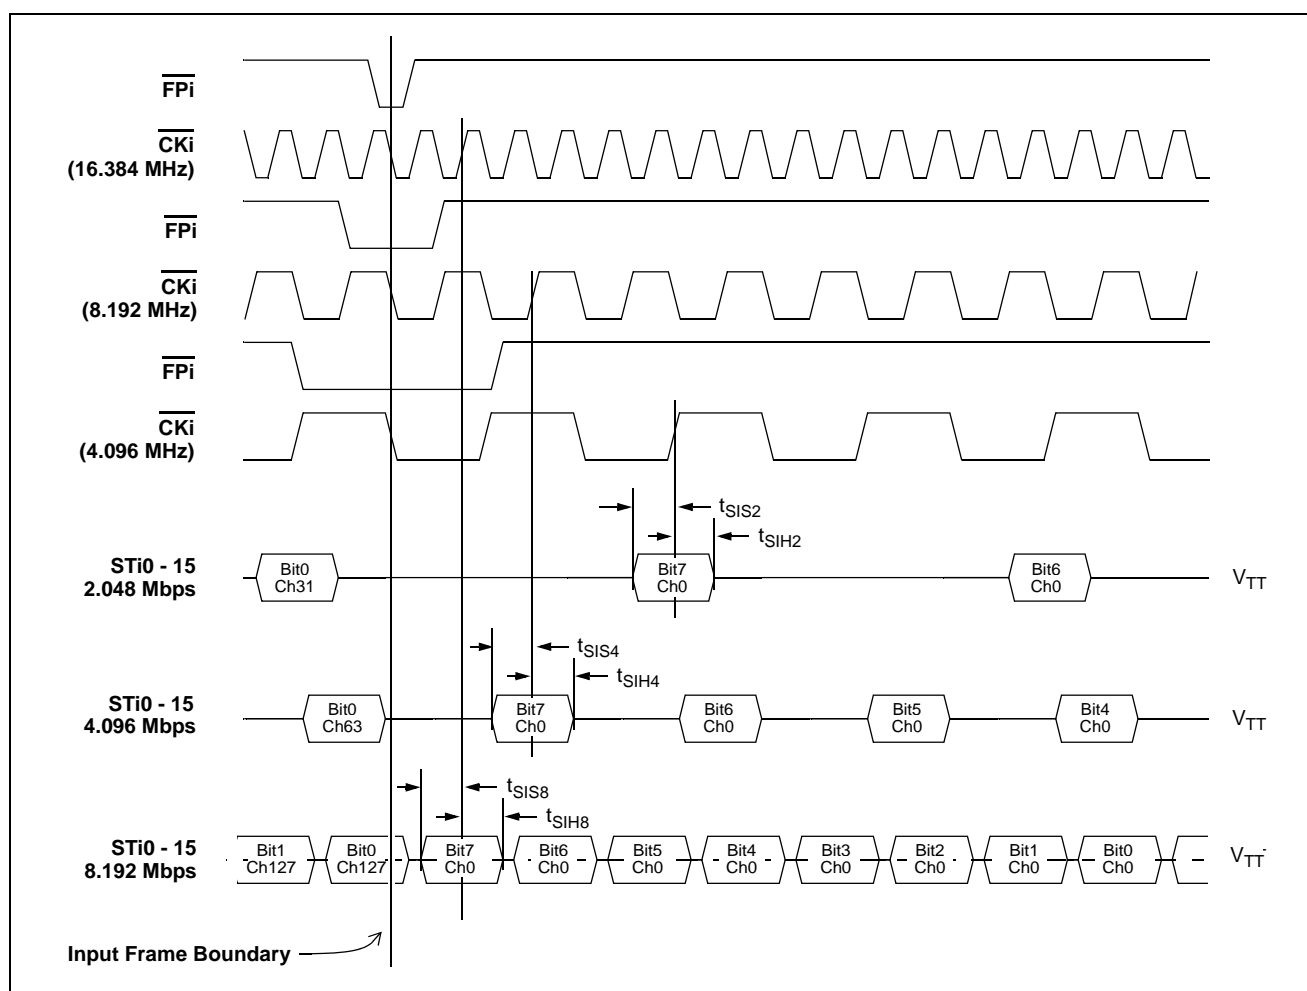 FPi
CKi
(16.384 MHz)
FPi
CKi
(8.192 MHz)
FPi
CKi
(4.096 MHz)
tSIS2
tSIH2
STi0 - 15
2.048 Mbps
Bit0
Ch31
Bit7
Ch0
Bit6
Ch0
VTT
tSIS4
tSIH4
STi0 - 15
4.096 Mbps
Bit0
Ch63
Bit7
Ch0
Bit6
Ch0
Bit5
Ch0
Bit4
Ch0
VTT
tSIS8
tSIH8
STi0 - 15
8.192 Mbps
Bit1
Ch127
Bit0
Ch127
Bit7
Ch0
Bit6
Ch0
Bit5
Ch0
Bit4
Ch0
Bit3
Ch0
Bit2
Ch0
Bit1
Ch0
Bit0
Ch0
VTT
Input Frame Boundary